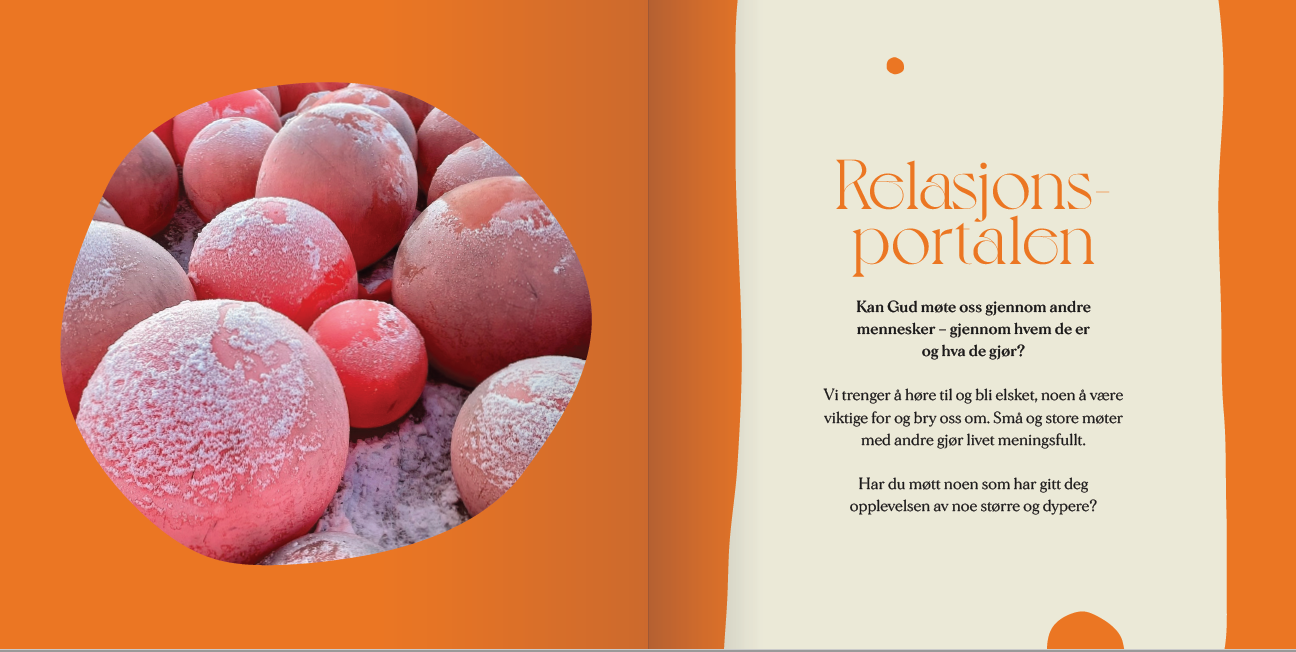 Relasjons-
portalen
Kan Gud møte oss gjennom andre
mennesker – gjennom hvem de er
og hva de gjør?
Vi trenger å høre til og bli elsket, noen å være
viktige for og bry oss om. Små og store møter
med andre gjør livet meningsfullt.
Har du møtt noen som har gitt deg
opplevelsen av noe større og dypere?